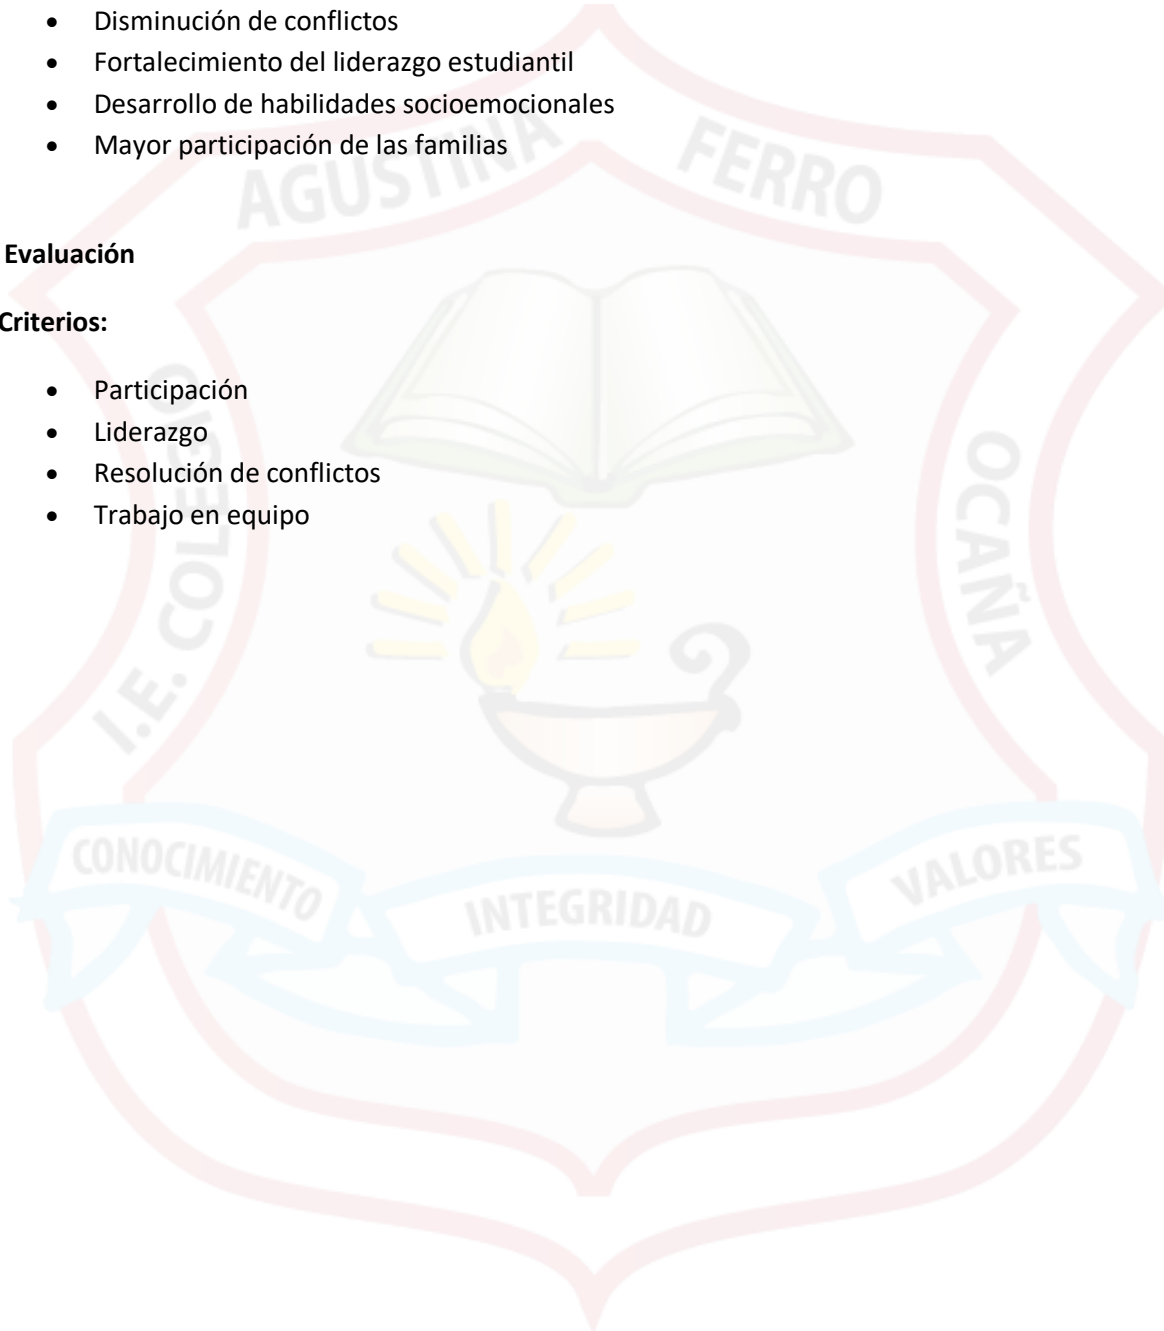 • Disminución de conflictos
• Fortalecimiento del liderazgo estudiantil
• Desarrollo de habilidades socioemocionales
• Mayor participación de las familias
AGUSTINA FERRO
Evaluación
Criterios:
• Participación
• Liderazgo
• Resolución de conflictos
• Trabajo en equipo
I.E. COLEGIO
OCAÑA
CONOCIMIENTO
INTEGRIDAD
VALORES